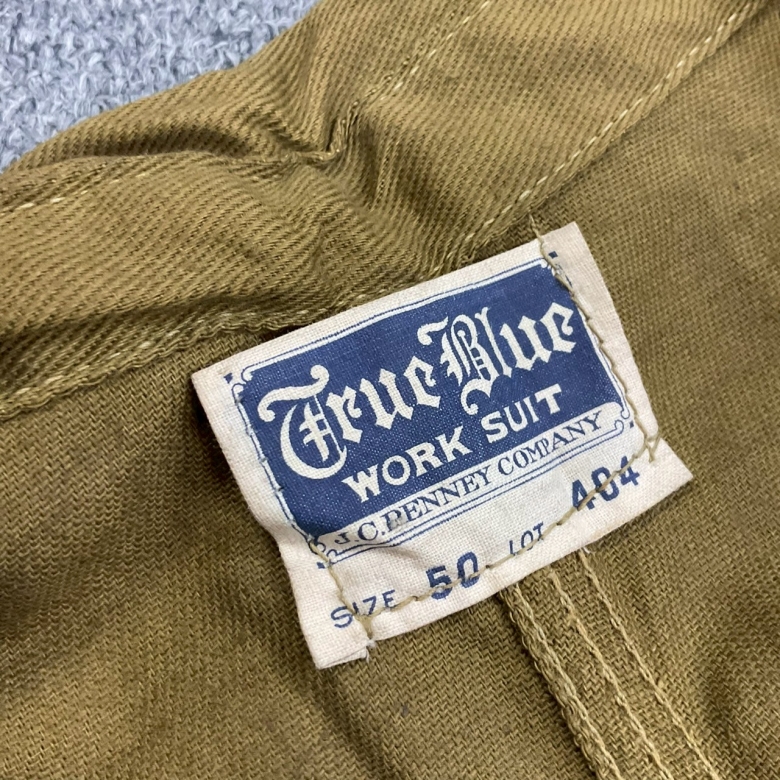 True Blue
WORK SUIT
J.C. PENNEY COMPANY
SIZE 50 LOT 404